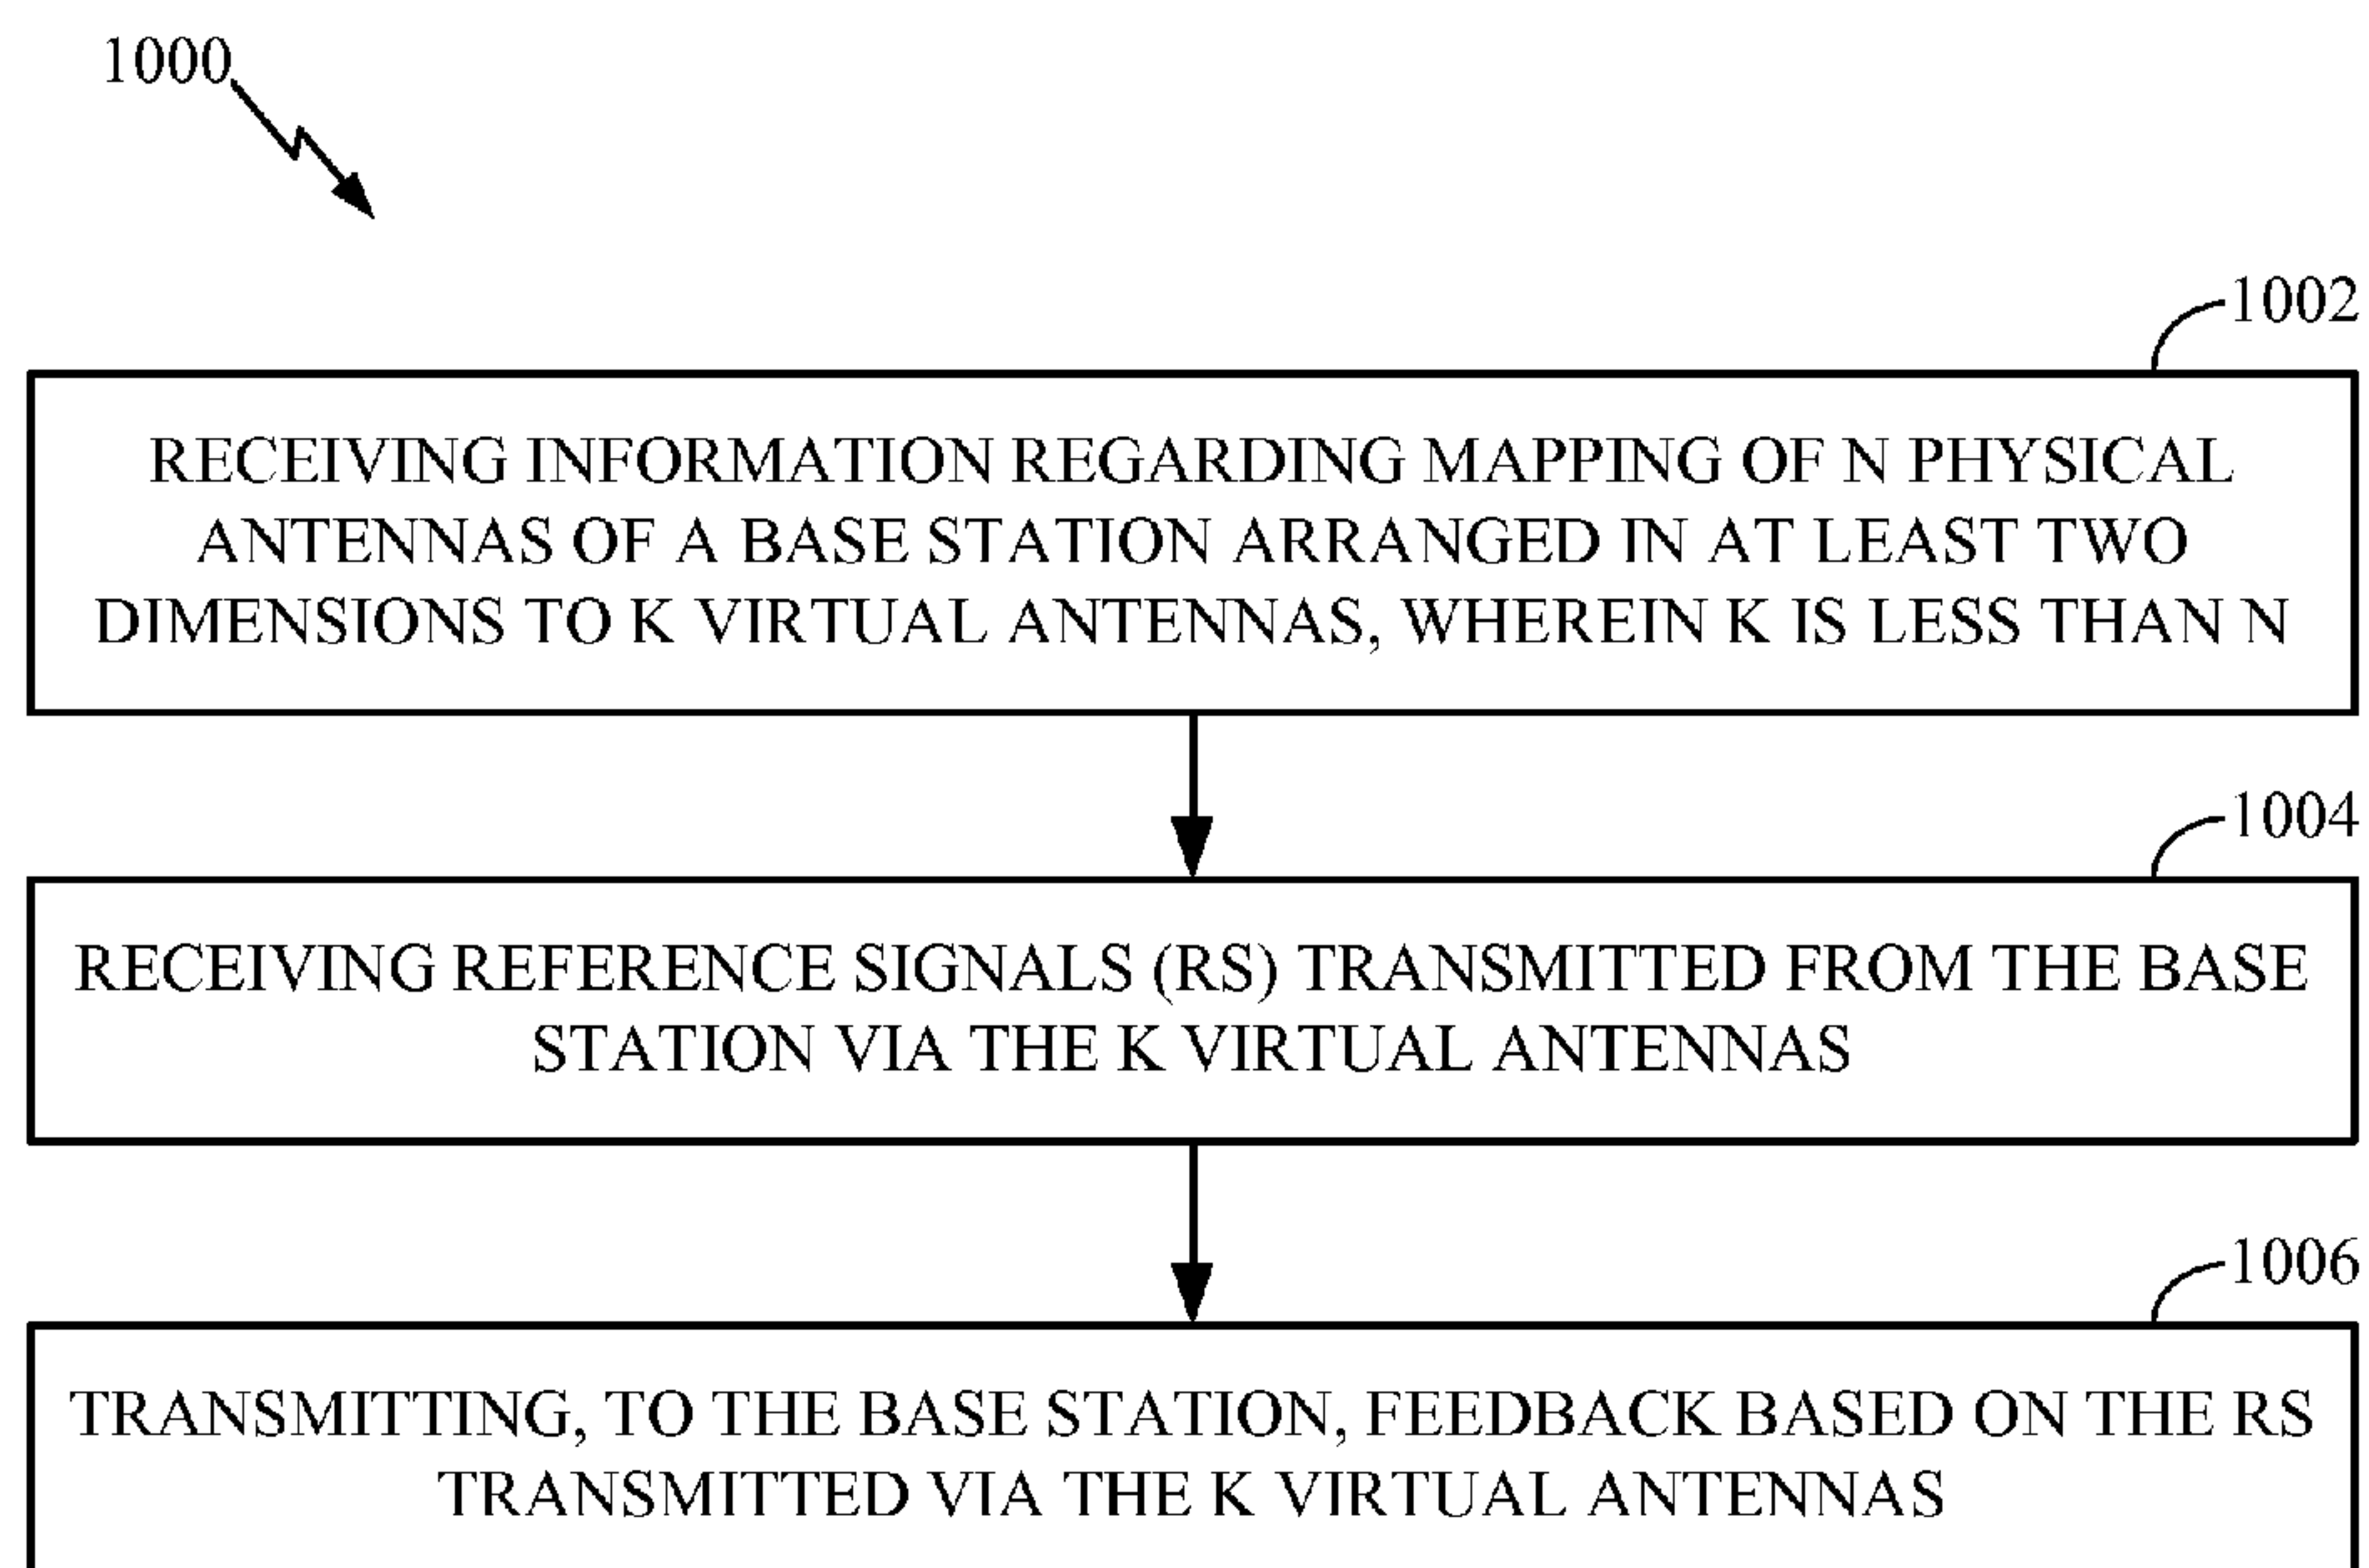 1000
1002
RECEIVING INFORMATION REGARDING MAPPING OF N PHYSICAL
ANTENNAS OF A BASE STATION ARRANGED IN AT LEAST TWO
DIMENSIONS TO K VIRTUAL ANTENNAS, WHEREIN K IS LESS THAN N
1004
RECEIVING REFERENCE SIGNALS (RS) TRANSMITTED FROM THE BASE
STATION VIA THE K VIRTUAL ANTENNAS
1006
TRANSMITTING, TO THE BASE STATION, FEEDBACK BASED ON THE RS
TRANSMITTED VIA THE K VIRTUAL ANTENNAS